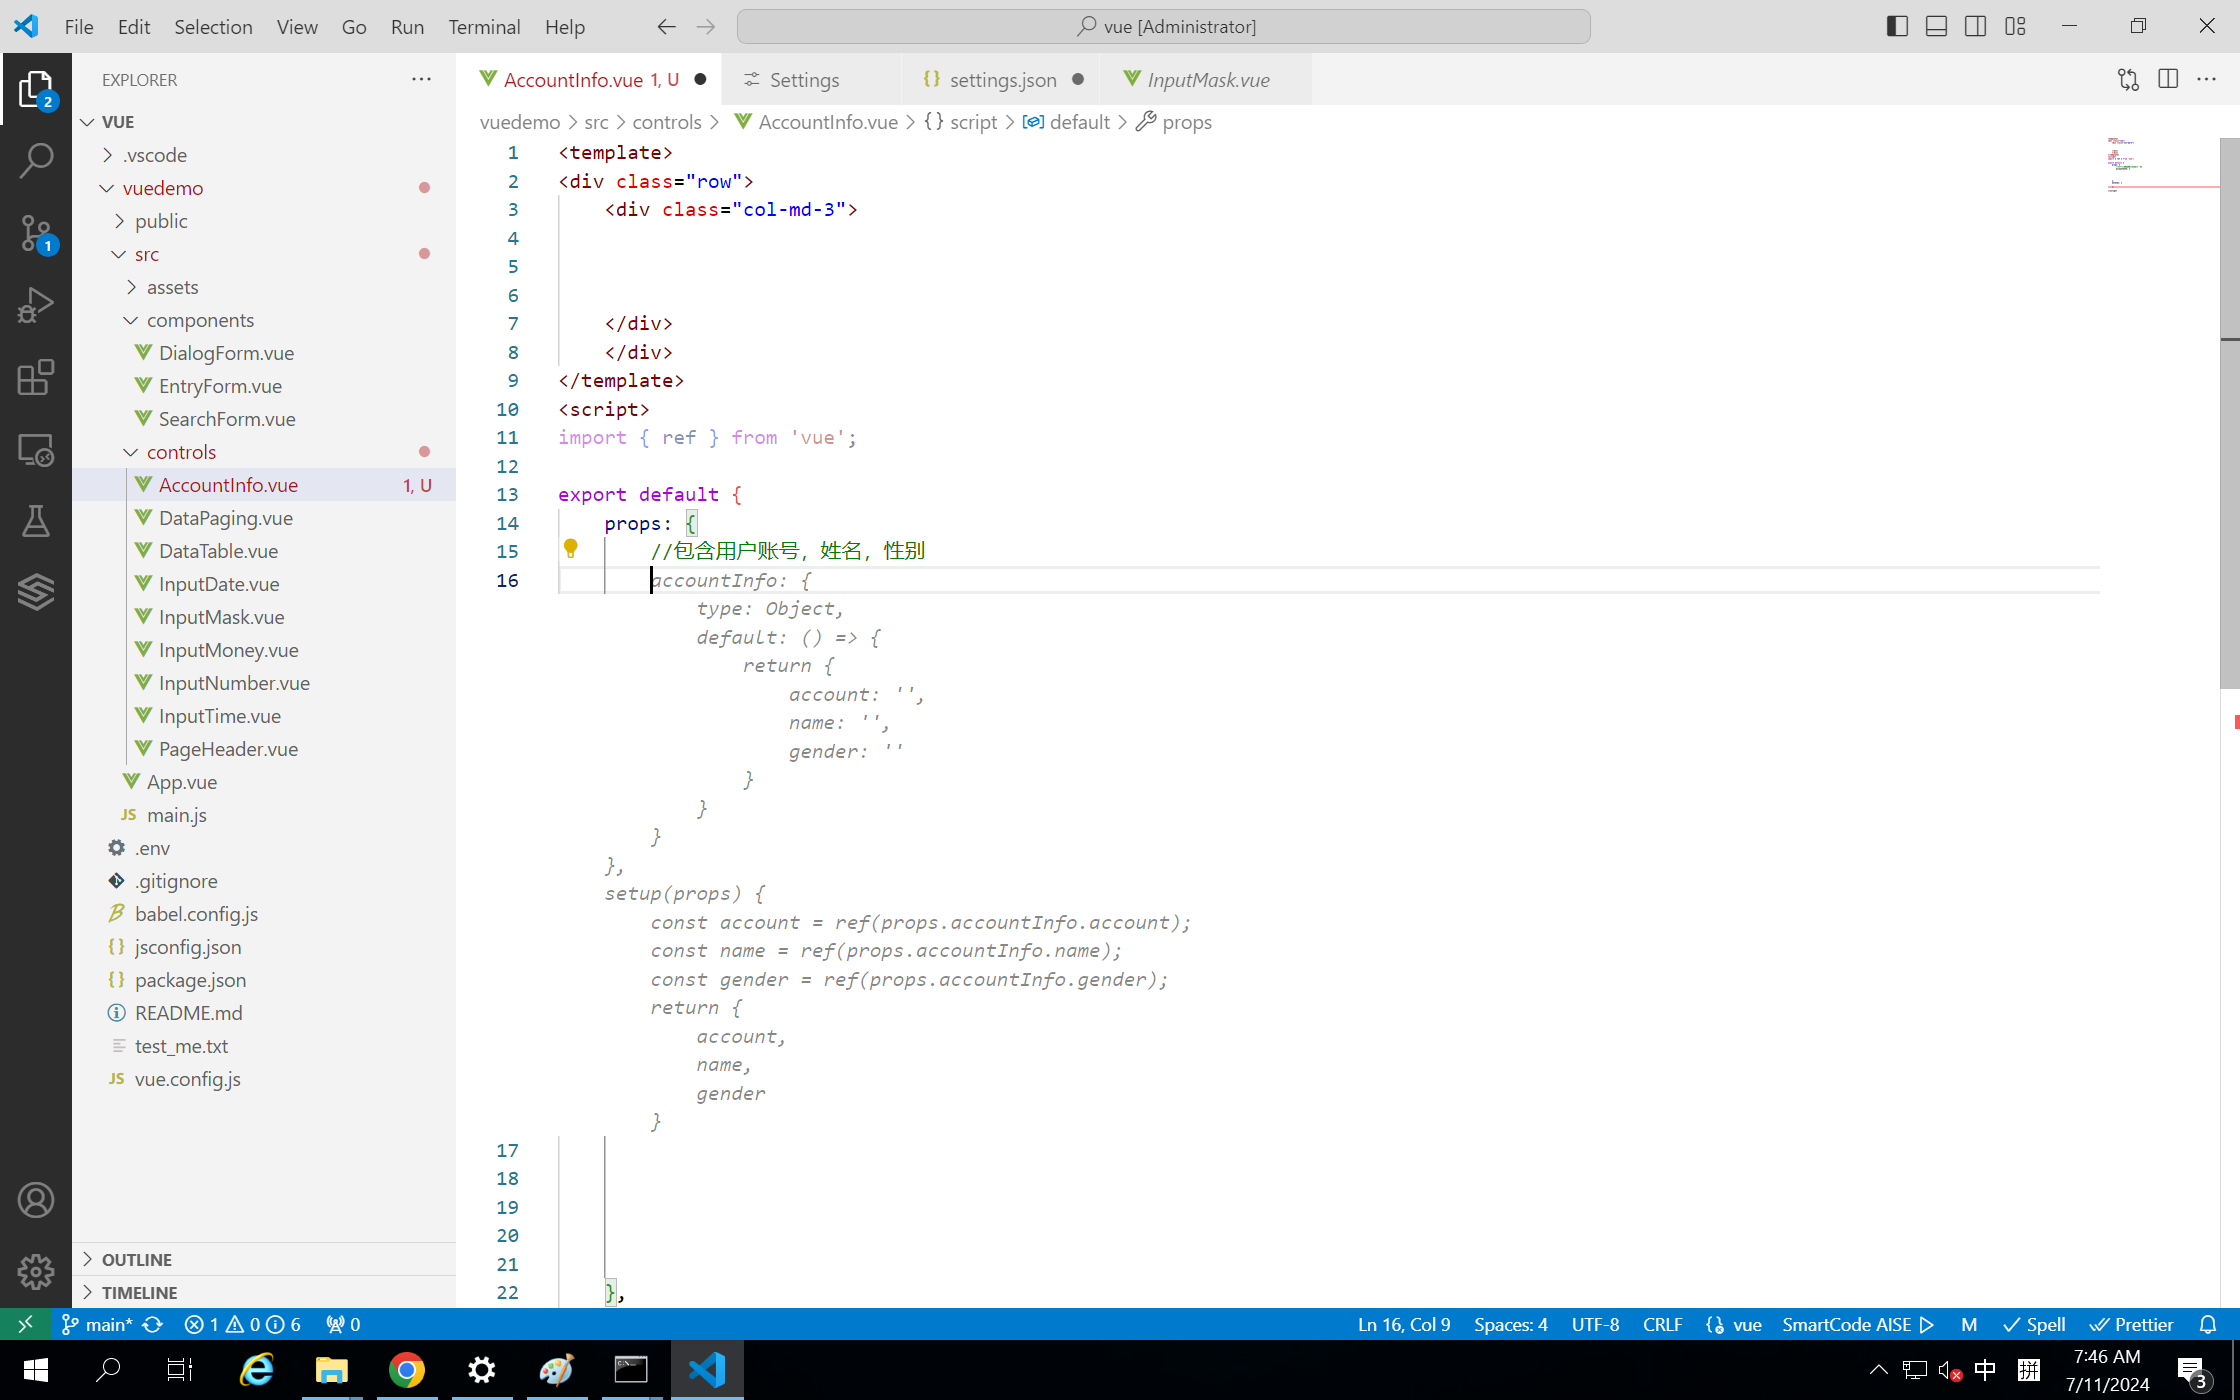 File Edit Selection View Go Run Terminal Help
vue [Administrator]
EXPLORER
AccountInfo.vue 1, U
Settings
settings.json
InputMask.vue
vuedemo > src > controls > AccountInfo.vue > {} script > default > props
VUE
.vscode
vuedemo
public
src
assets
components
DialogForm.vue
EntryForm.vue
SearchForm.vue
controls
AccountInfo.vue 1, U
DataPaging.vue
DataTable.vue
InputDate.vue
InputMask.vue
InputMoney.vue
InputNumber.vue
InputTime.vue
PageHeader.vue
App.vue
JS main.js
.env
.gitignore
babel.config.js
{} jsconfig.json
{} package.json
README.md
test_me.txt
JS vue.config.js
OUTLINE
TIMELINE
2
1
1 <template>
2 <div class="row">
3 <div class="col-md-3">
4
5
6
7 </div>
8 </div>
9 </template>
10 <script>
11 import { ref } from 'vue';
12
13 export default {
14 props: {
15 //包含用户账号，姓名，性别
16 accountInfo: {
type: Object,
default: () => {
return {
account: '',
name: '',
gender: ''
}
}
}
},
setup(props) {
const account = ref(props.accountInfo.account);
const name = ref(props.accountInfo.name);
const gender = ref(props.accountInfo.gender);
return {
account,
name,
gender
}
17
18
19
20
21
22 },
main* 1 0 6 0
Ln 16, Col 9 Spaces: 4 UTF-8 CRLF vue SmartCode AISE M Spell Prettier
中 拼
7:46 AM
7/11/2024
3